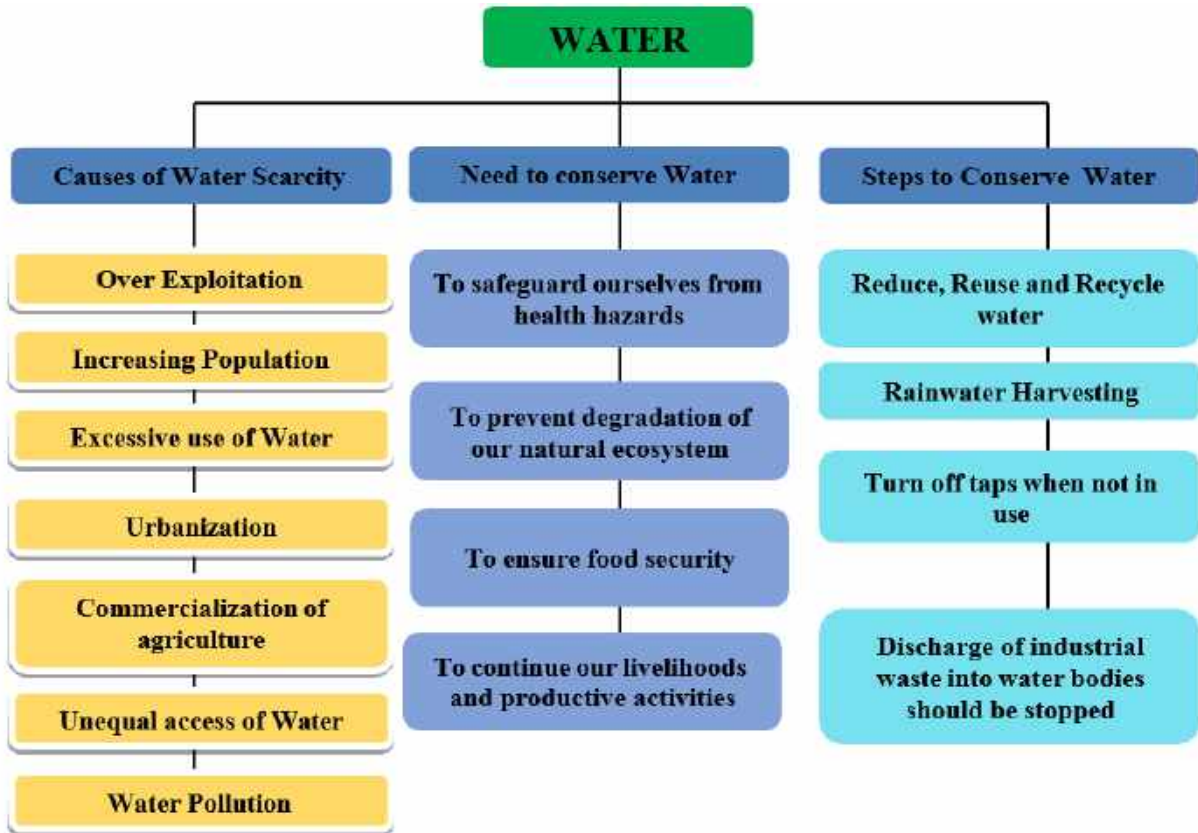 WATER
Causes of Water Scarcity
Over Exploitation
Increasing Population
Excessive use of Water
Urbanization
Commercialization of
agriculture
Unequal access of Water
Water Pollution
Need to conserve Water
To safeguard ourselves from
health hazards
To prevent degradation of
our natural ecosystem
To ensure food security
To continue our livelihoods
and productive activities
Steps to Conserve Water
Reduce, Reuse and Recycle
water
Rainwater Harvesting
Turn off taps when not in
use
Discharge of industrial
waste into water bodies
should be stopped